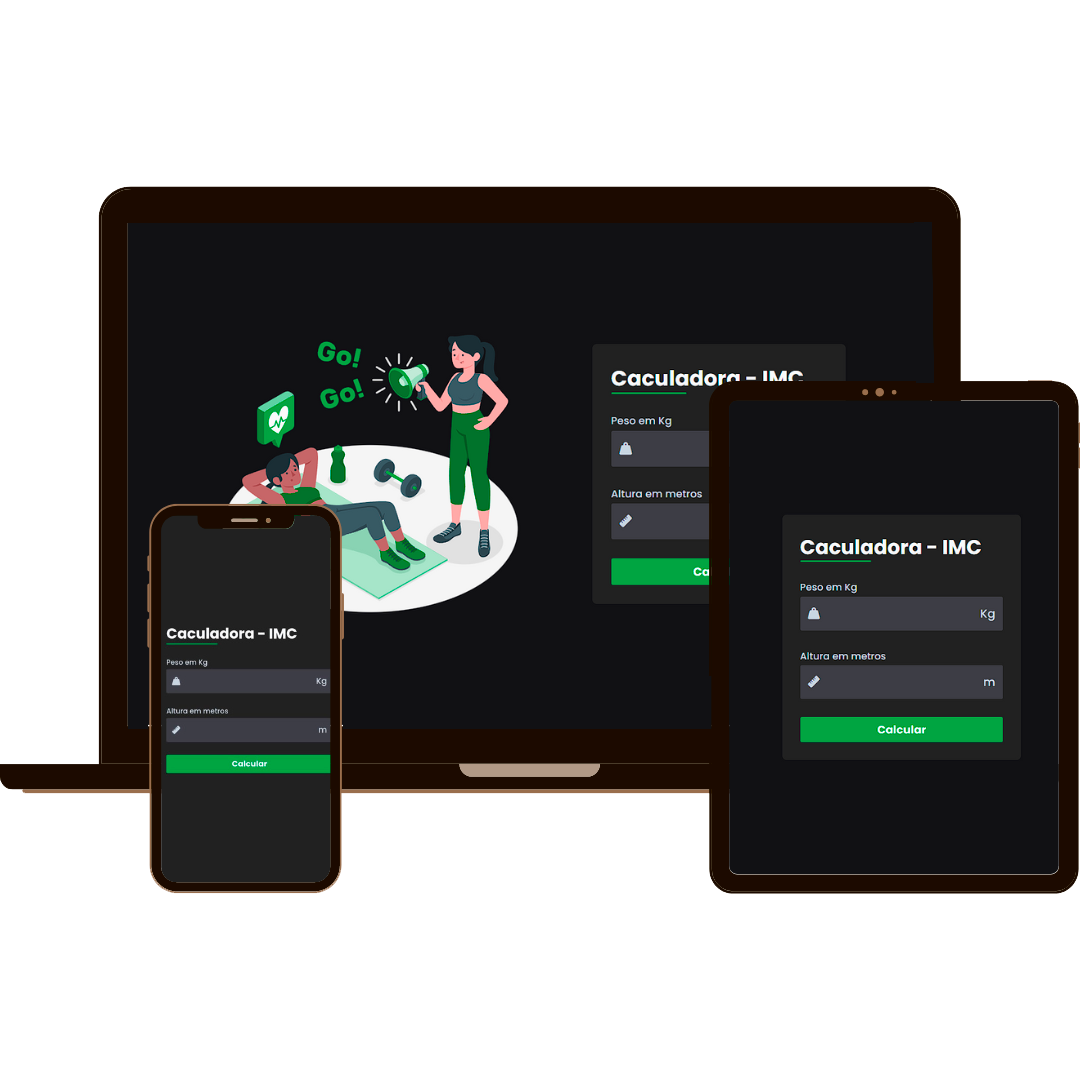 Go!
Go!
Caculadora - IMC
Peso em Kg
Altura em metros
Ca
Caculadora - IMC
Peso em Kg
Kg
Altura em metros
m
Calcular
Caculadora - IMC
Peso em Kg
Kg
Altura em metros
m
Calcular